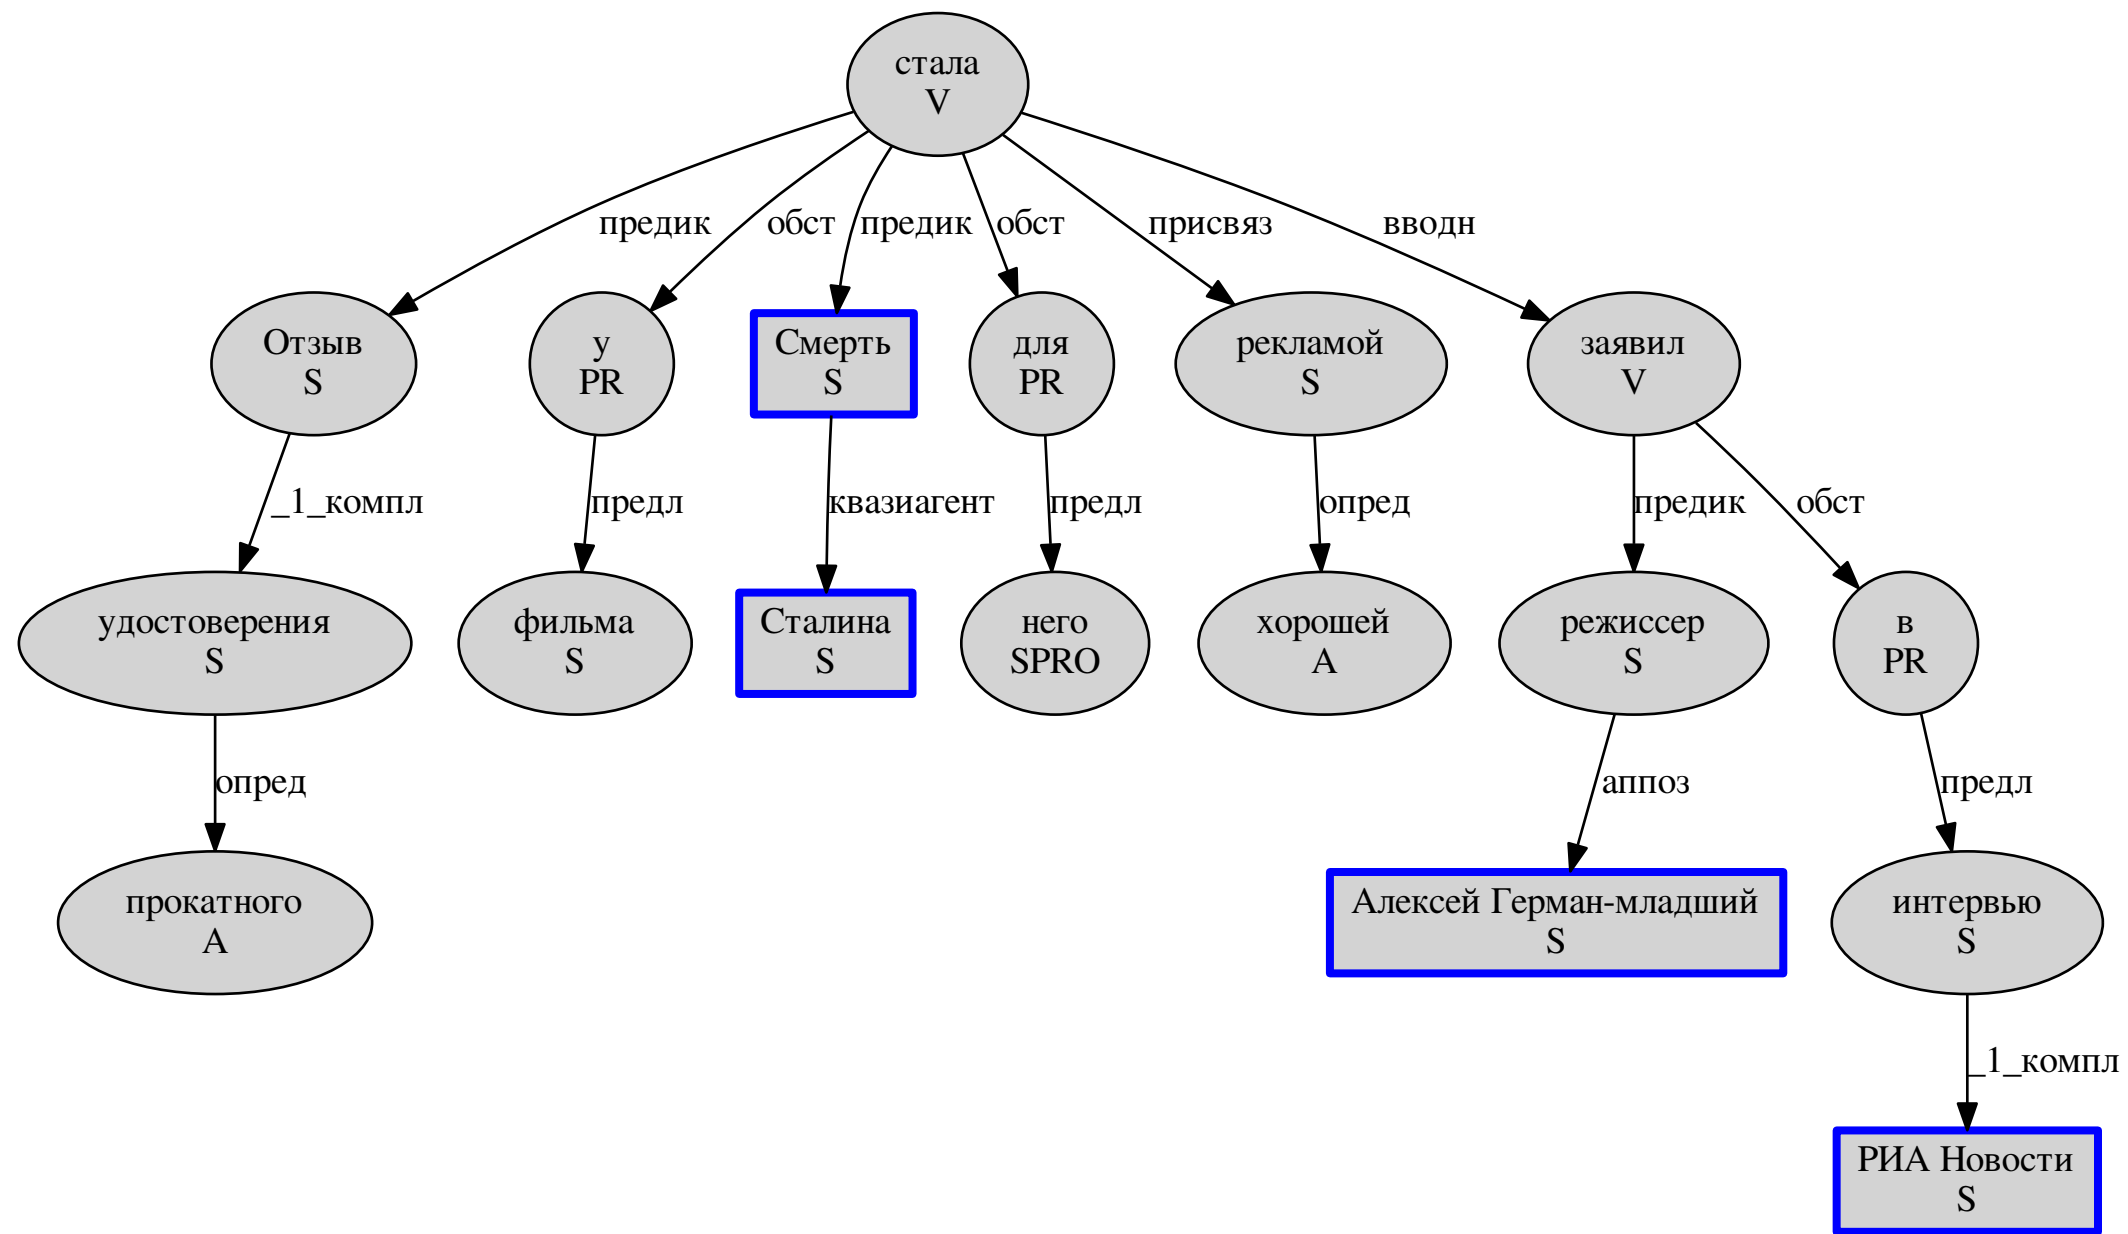 стала
V
предик
обст
предик
обст
присвяз
вводн
Отзыв
S
у
PR
Смерть
S
для
PR
рекламой
S
заявил
V
_1_компл
предл
квазиагент
предл
опред
предик
обст
удостоверения
S
фильма
S
Сталина
S
него
SPRO
хорошей
A
режиссер
S
в
PR
опред
аппоз
предл
прокатного
A
Алексей Герман-младший
S
интервью
S
_1_компл
РИА Новости
S